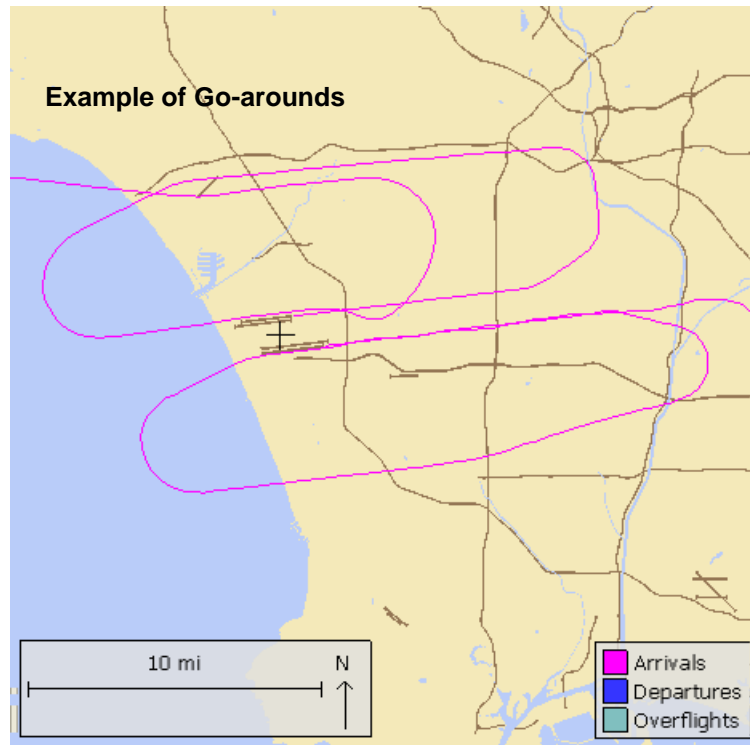 Example of Go-arounds
10 mi
N
Arrivals
Departures
Overflights